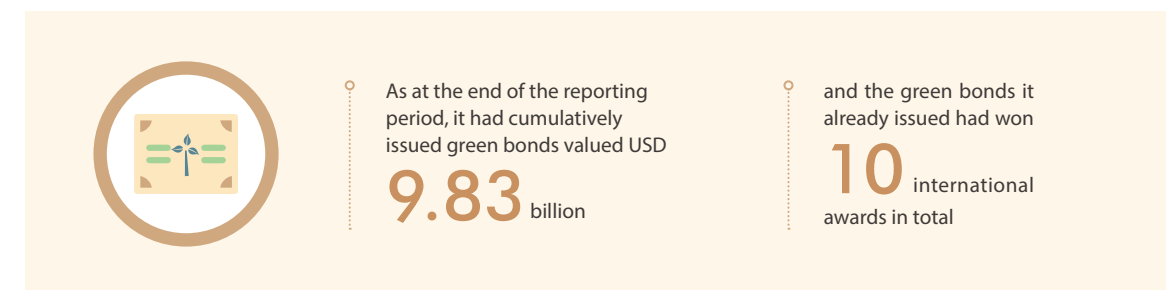 As at the end of the reporting
period, it had cumulatively
issued green bonds valued USD
9.83 billion
and the green bonds it
already issued had won
10 international
awards in total